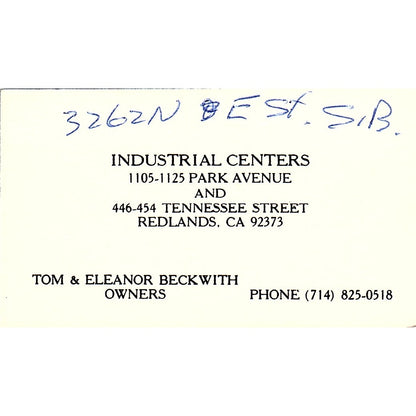 3262N E St. S.B.
INDUSTRIAL CENTERS
1105-1125 PARK AVENUE
AND
446-454 TENNESSEE STREET
REDLANDS, CA 92373
TOM & ELEANOR BECKWITH
OWNERS
PHONE (714) 825-0518